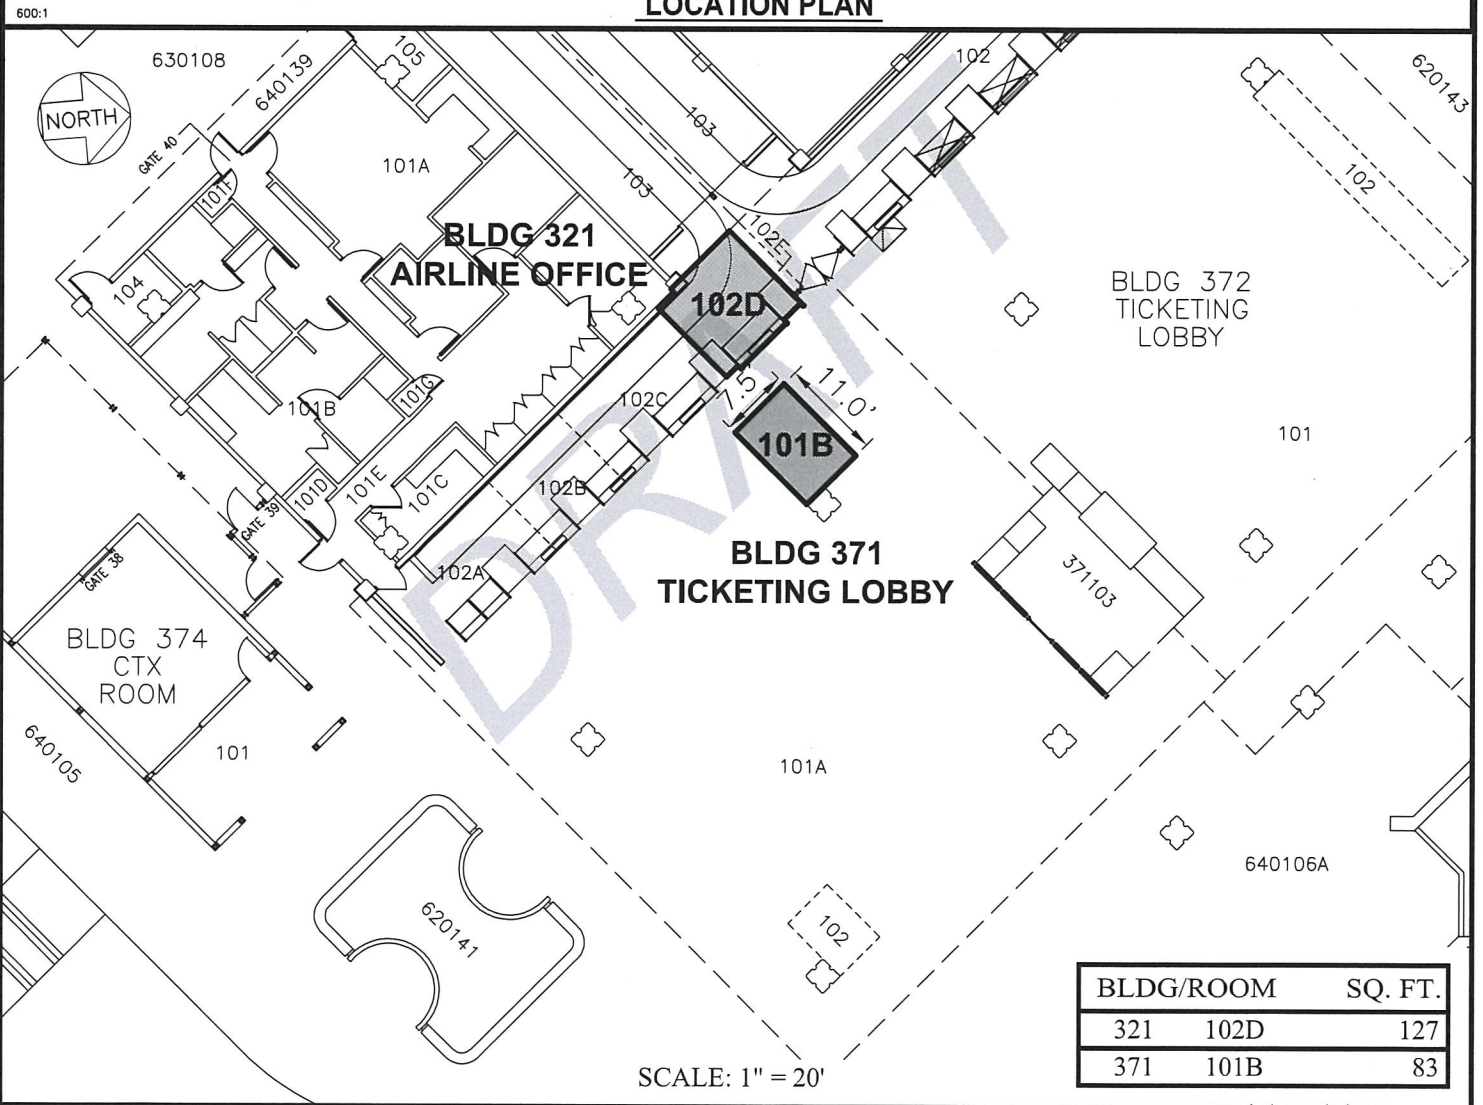 LOCATION PLAN
600:1
630108
640139
105
102
620143
NORTH
GATE 40
103
101A
103
102
101F
BLDG 321
AIRLINE OFFICE
102E
104
102D
BLDG 372
TICKETING
LOBBY
101B
101G
102C
7.5'
11.0'
101B
101
101D
101E
101C
102B
GATE 39
102A
GATE 38
BLDG 371
TICKETING LOBBY
371103
BLDG 374
CTX
ROOM
DRAFT
640105
101
101A
640106A
620141
102
BLDG/ROOM SQ. FT.
321 102D 127
371 101B 83
SCALE: 1" = 20'